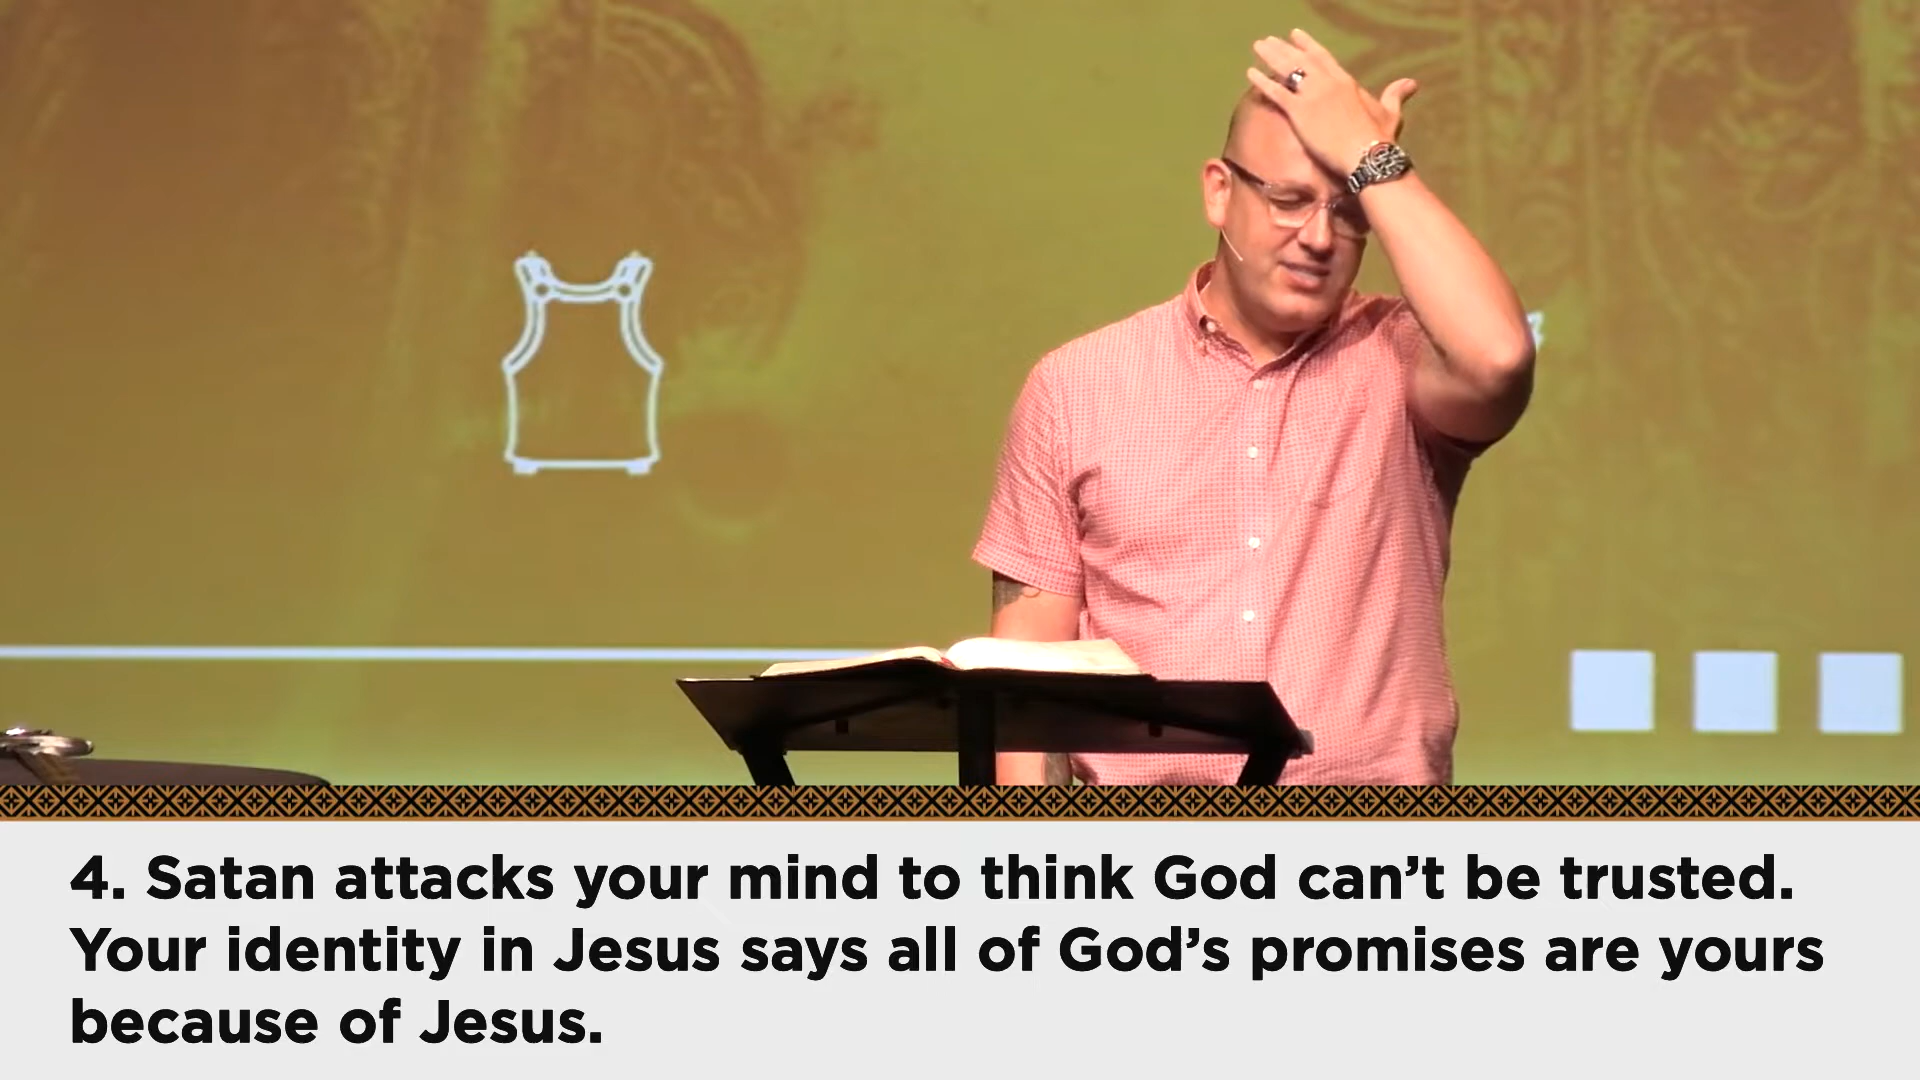 4. Satan attacks your mind to think God can’t be trusted.
Your identity in Jesus says all of God’s promises are yours
because of Jesus.